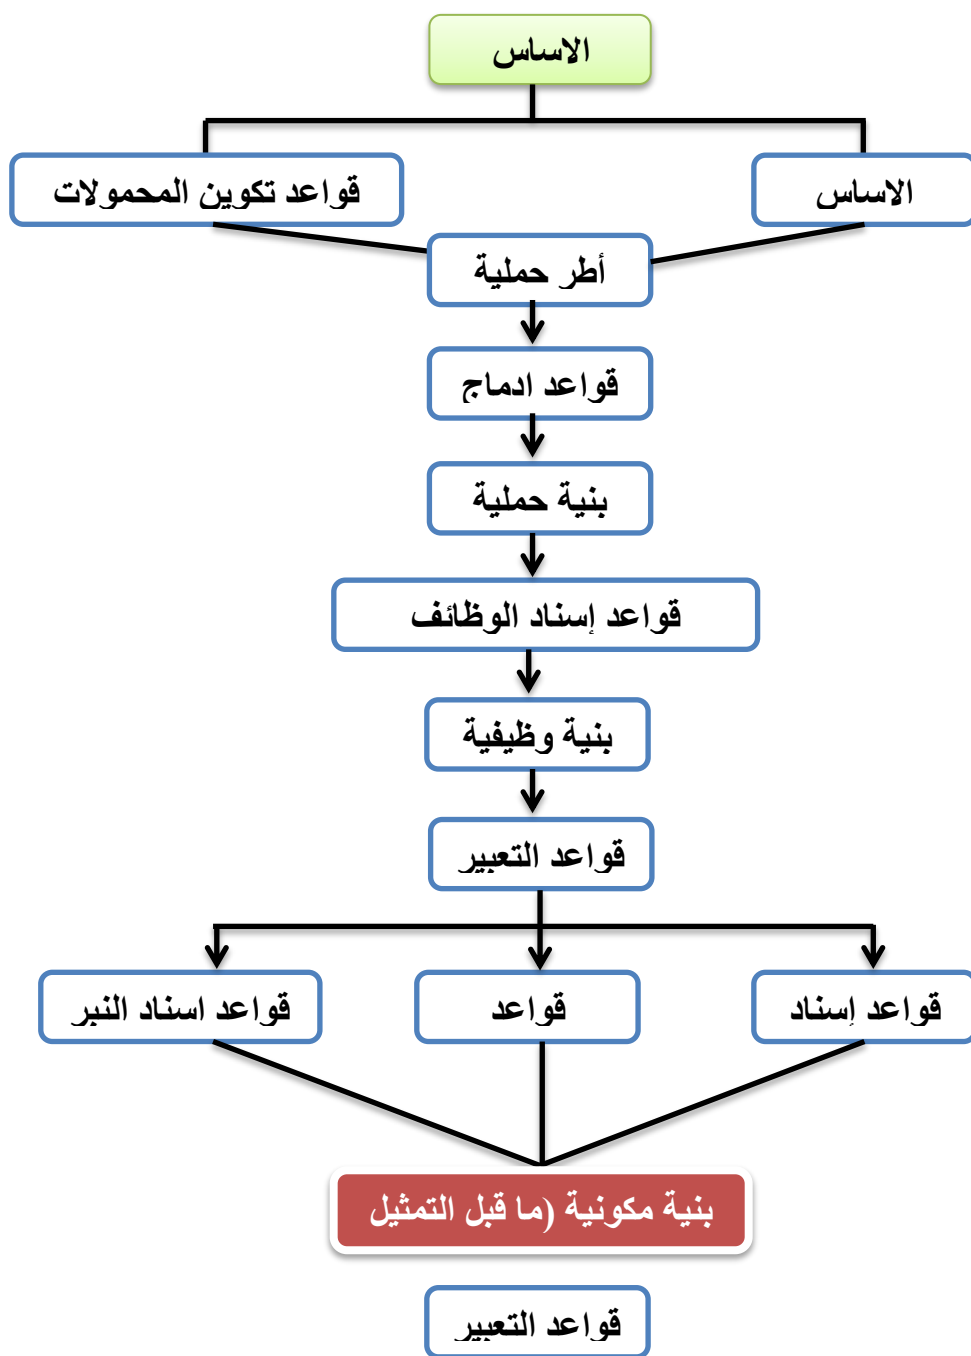 الاساس
الاساس
قواعد تكوين المحمولات
أطر حملية
قواعد ادماج
بنية حملية
قواعد إسناد الوظائف
بنية وظيفية
قواعد التعبير
قواعد إسناد
قواعد
قواعد اسناد النبر
بنية مكونية (ما قبل التمثيل
قواعد التعبير